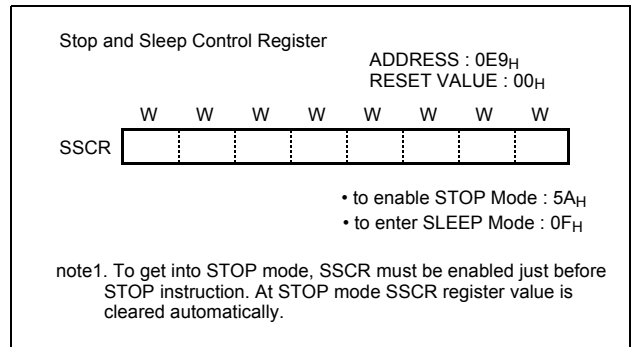 Stop and Sleep Control Register
ADDRESS : 0E9H
RESET VALUE : 00H
W W W W W W W W
SSCR
• to enable STOP Mode : 5AH
• to enter SLEEP Mode : 0FH
note1. To get into STOP mode, SSCR must be enabled just before
STOP instruction. At STOP mode SSCR register value is
cleared automatically.